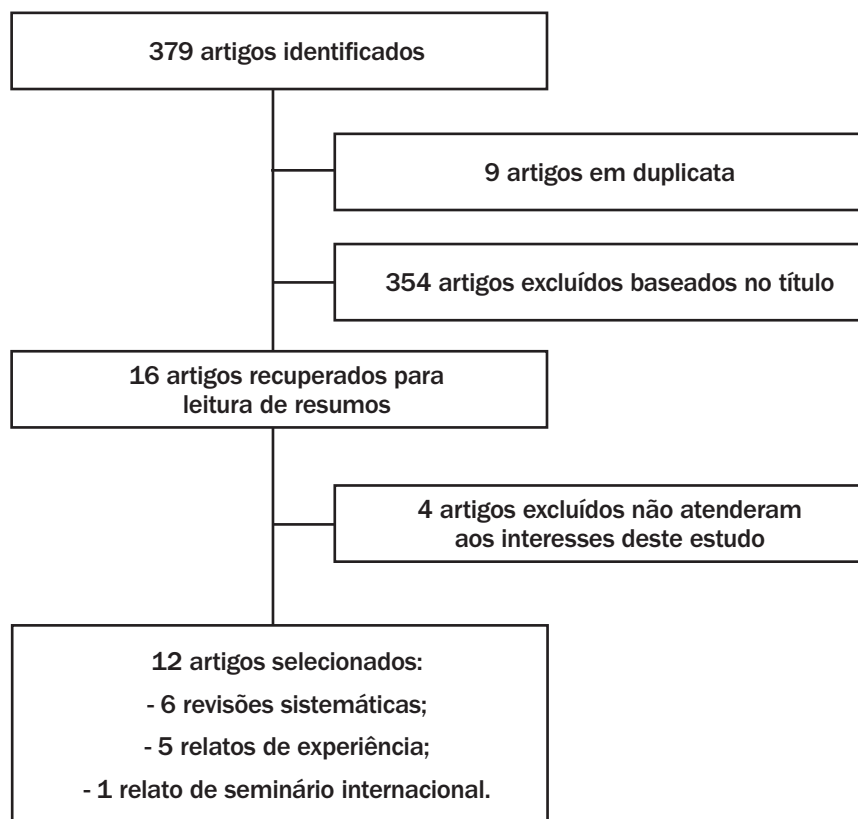 379 artigos identificados
9 artigos em duplicata
354 artigos excluídos baseados no título
16 artigos recuperados para
leitura de resumos
4 artigos excluídos não atenderam
aos interesses deste estudo
12 artigos selecionados:
- 6 revisões sistemáticas;
- 5 relatos de experiência;
- 1 relato de seminário internacional.